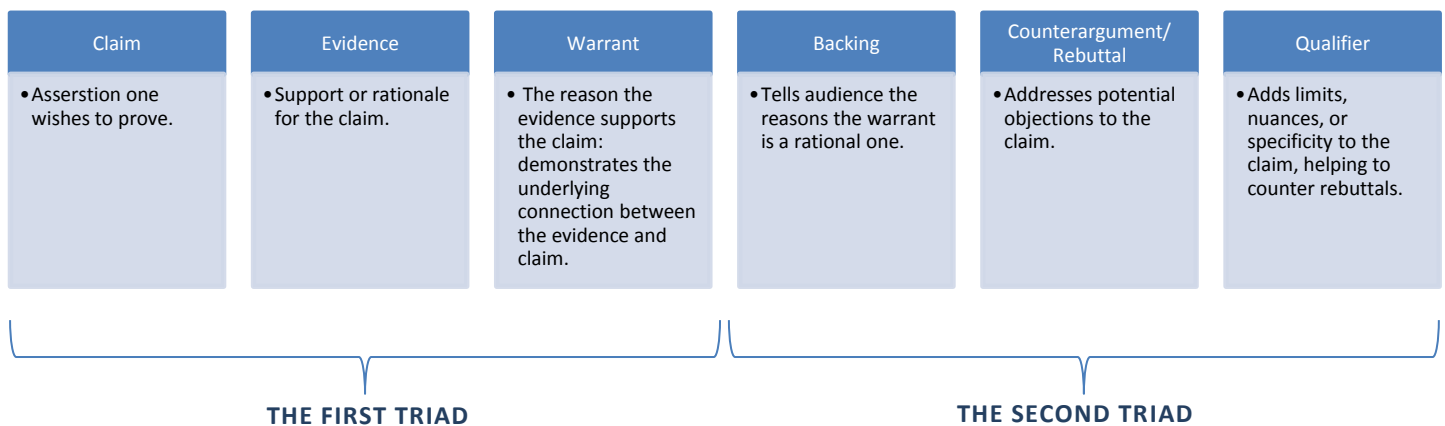 Claim
•Asserstion one
wishes to prove.
Evidence
•Support or rationale
for the claim.
Warrant
• The reason the
evidence supports
the claim:
demonstrates the
underlying
connection between
the evidence and
claim.
Backing
•Tells audience the
reasons the warrant
is a rational one.
Counterargument/
Rebuttal
•Addresses potential
objections to the
claim.
Qualifier
•Adds limits,
nuances, or
specificity to the
claim, helping to
counter rebuttals.
THE FIRST TRIAD
THE SECOND TRIAD